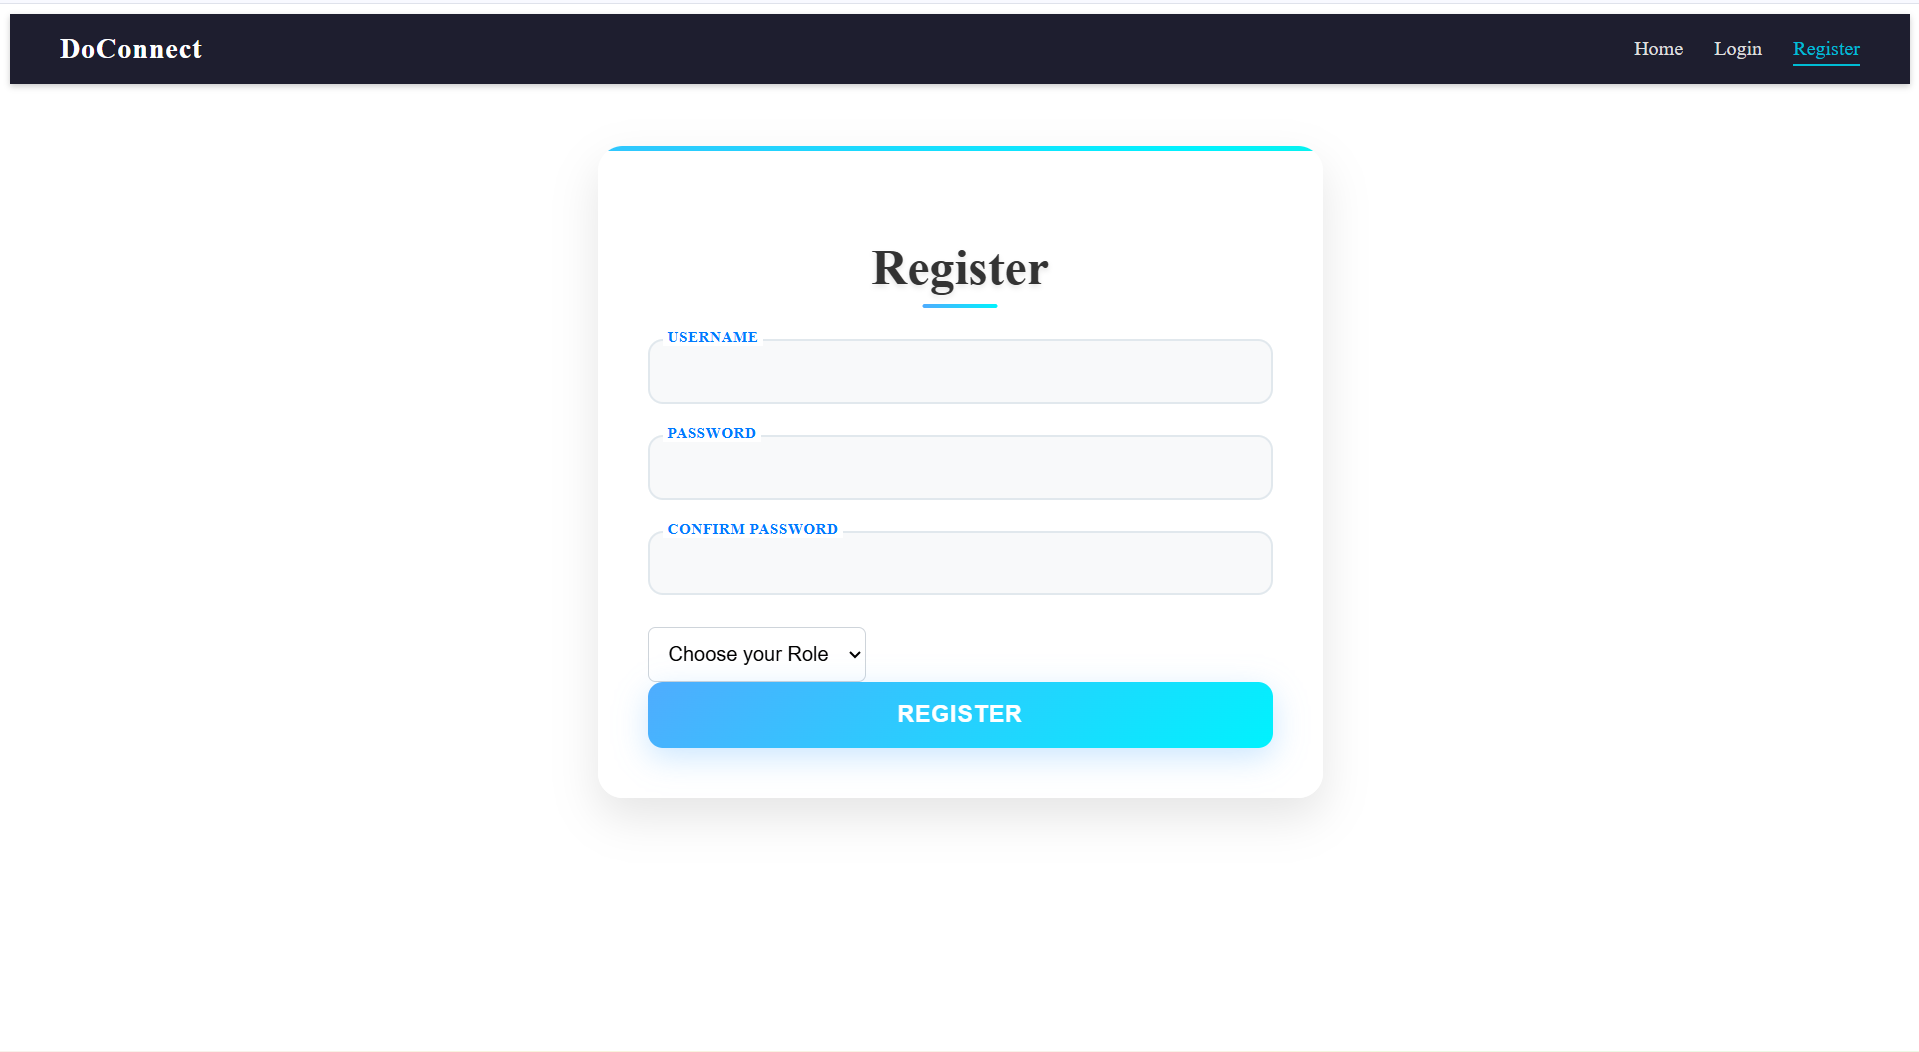 DoConnect
Home Login Register
Register
USERNAME
PASSWORD
CONFIRM PASSWORD
Choose your Role
REGISTER